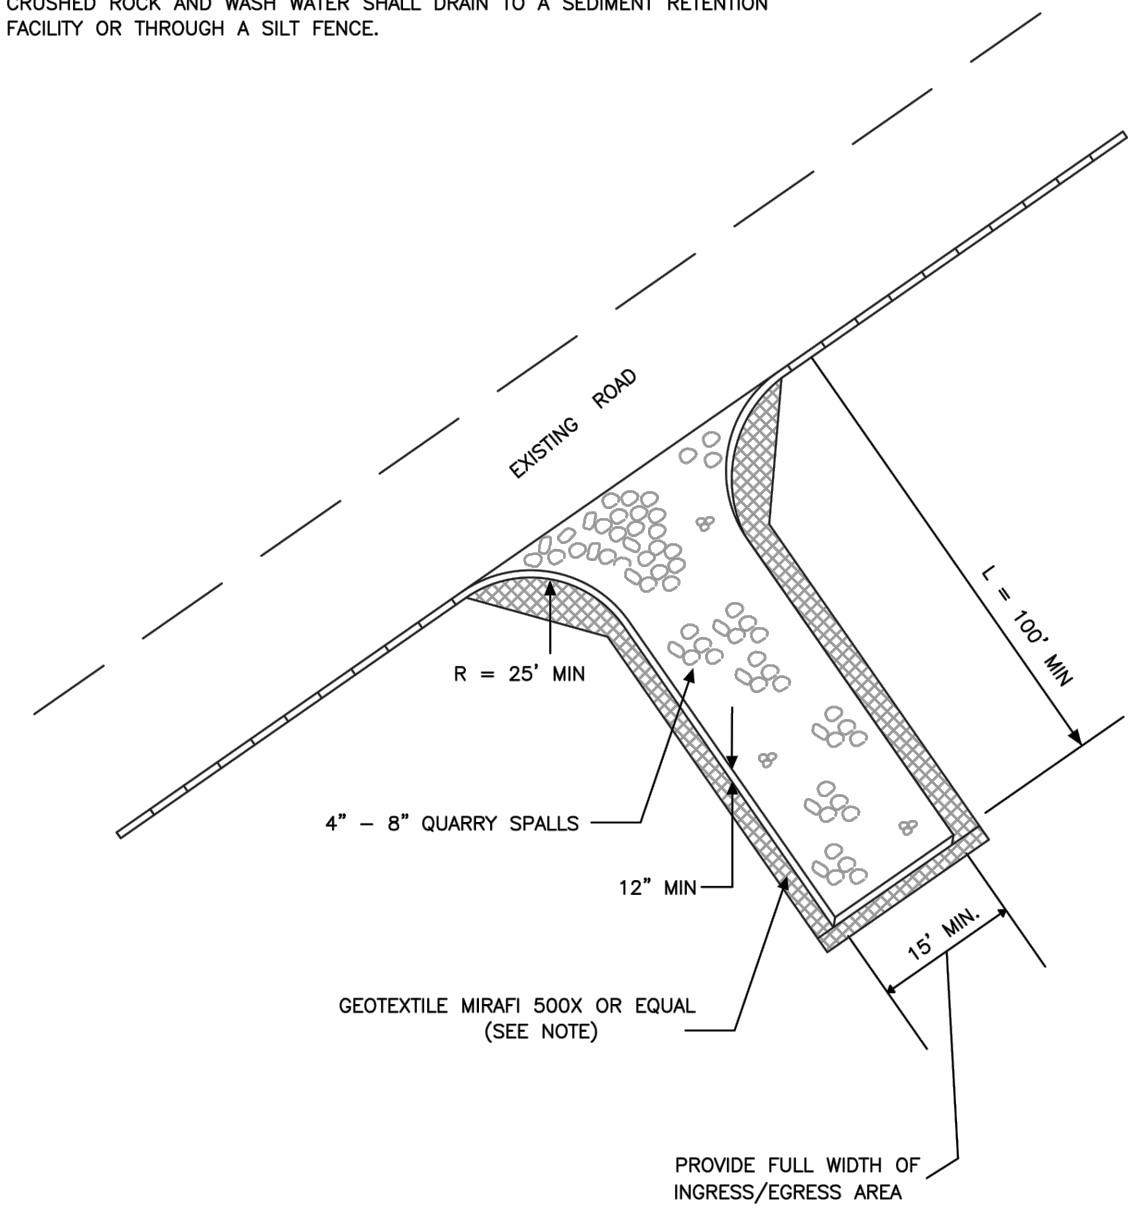 CRUSHED ROCK AND WASH WATER SHALL DRAIN TO A SEDIMENT RETENTION
FACILITY OR THROUGH A SILT FENCE.
EXISTING ROAD
R = 25' MIN
L = 100' MIN
4" – 8" QUARRY SPALLS
12" MIN
15' MIN.
GEOTEXTILE MIRAFI 500X OR EQUAL
(SEE NOTE)
PROVIDE FULL WIDTH OF
INGRESS/EGRESS AREA